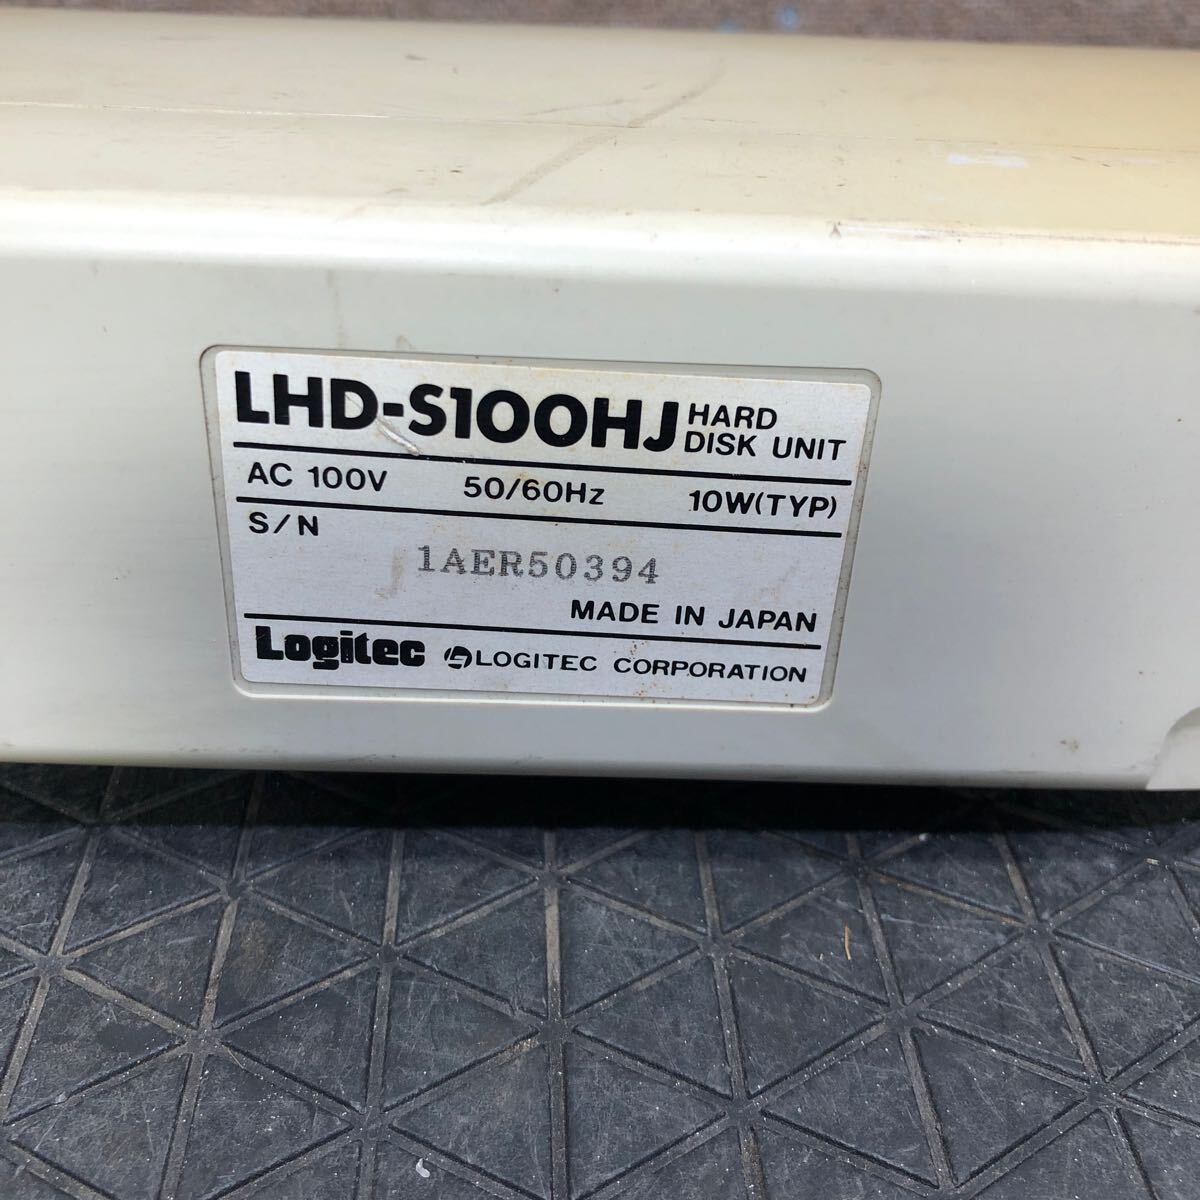 LHD-S100HJ HARD DISK UNIT
AC 100V 50/60Hz 10W(TYP)
S/N
1AER50394
MADE IN JAPAN
Logitec LOGITEC CORPORATION